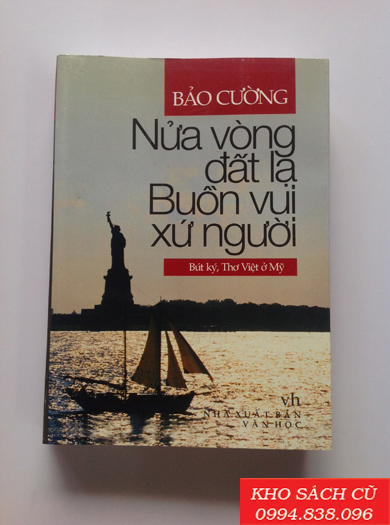 BẢO CƯỜNG
Nửa vòng
đất lạ
Buồn vui
xứ người
Bút ký, Thơ Việt ở Mỹ
vh
NHÀ XUẤT BẢN
VĂN HỌC
KHO SÁCH CŨ
0994.838.096